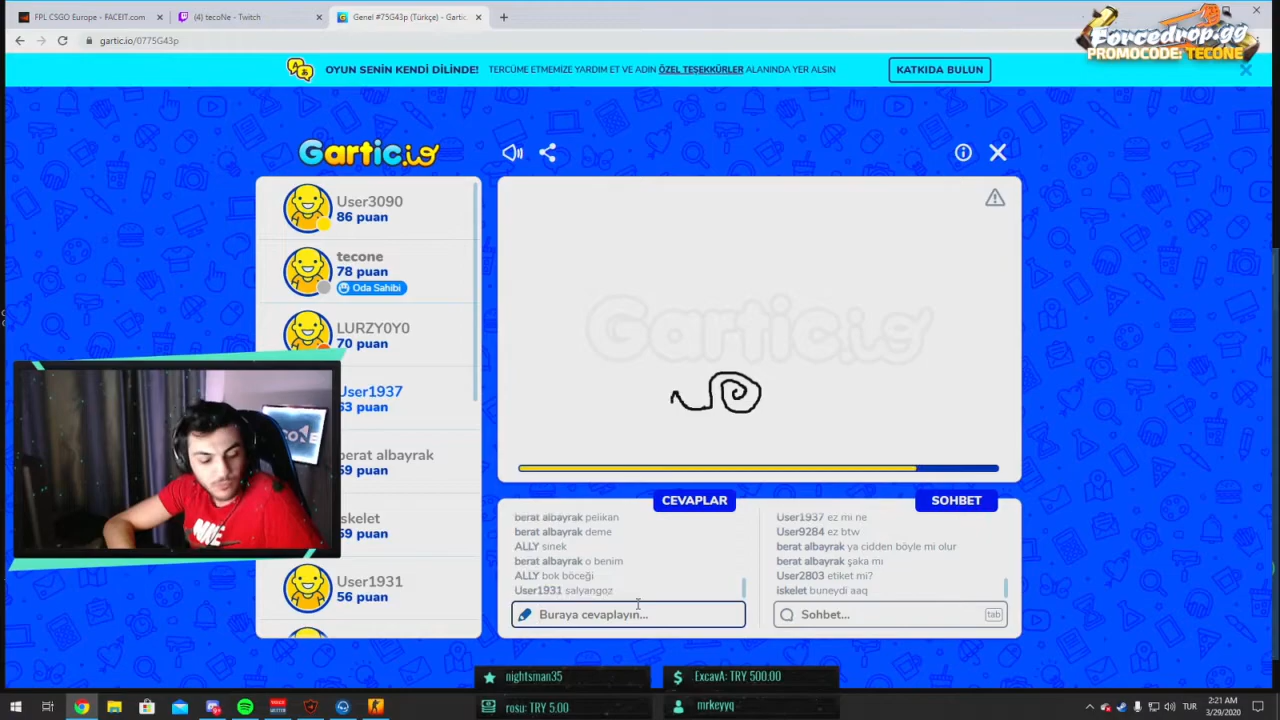 FPL CSGO Europe - FACEIT.com
(4) tecoNe - Twitch
Genel #75G43p (Türkçe) - Gartic
gartic.io/0775G43p
Forcedrop.gg
PROMOCODE: TECONE
OYUN SENİN KENDİ DİLİNDE! TERCÜME ETMEMİZE YARDIM ET VE ADIN ÖZEL TEŞEKKÜRLER ALANINDA YER ALSIN
KATKIDA BULUN
Gartic.io
User3090
86 puan
tecone
78 puan
Oda Sahibi
LURZY0Y0
70 puan
User1937
63 puan
berat albayrak
59 puan
iskelet
59 puan
User1931
56 puan
Gartic.io
CEVAPLAR
berat albayrak pelikan
berat albayrak deme
ALLY sinek
berat albayrak o benim
ALLY bok böceği
User1931 salyangoz
Buraya cevaplayın...
SOHBET
User1937 ez mi ne
User9284 ez btw
berat albayrak ya cidden böyle mi olur
berat albayrak şaka mı
User2803 etiket mi?
iskelet buneydi aaq
Sohbet...
tab
NIKE
nightsman35
ExcavA: TRY 500.00
rosu: TRY 5.00
mrkeyyq
TUR
2:21 AM
3/29/2020